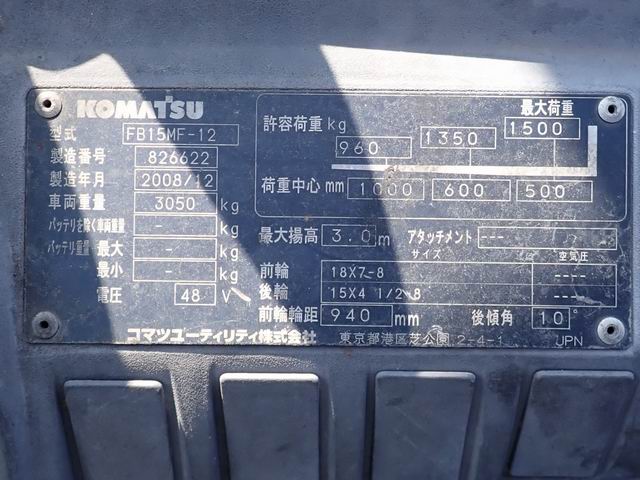 KOMATSU
型式 FB15MF-12
製造番号 826622
製造年月 2008/12
車両重量 3050 kg
バッテリを除く車両重量 - kg
バッテリ重量 最大 - kg
最小 - kg
電圧 48 V
コマツユーティリティ株式会社
最大荷重
許容荷重 kg 960 1350 1500
荷重中心 mm 1000 600 500
最大揚高 3.0 m アタッチメント ---
サイズ 空気圧
前輪 18X7-8 ----
後輪 15X4 1/2-8 ----
前輪輪距 940 mm 後傾角 10°
東京都港区芝公園 2-4-1 JPN